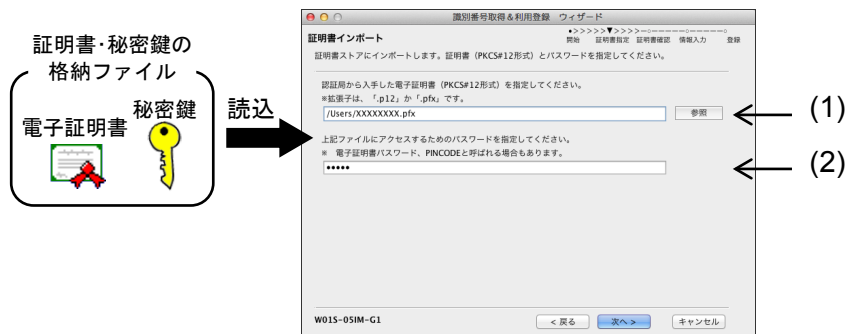 証明書・秘密鍵の
格納ファイル
電子証明書
秘密鍵
読込
識別番号取得＆利用登録 ウィザード
証明書インポート
•>>>>>▼>>>>−○−−−−−−○−−−−−−○
開始 証明書指定 証明書確認 情報入力 登録
証明書ストアにインポートします。証明書（PKCS#12形式）とパスワードを指定してください。
認証局から入手した電子証明書（PKCS#12形式）を指定してください。
※拡張子は、「.p12」か「.pfx」です。
/Users/XXXXXXXX.pfx
参照
(1)
上記ファイルにアクセスするためのパスワードを指定してください。
※ 電子証明書パスワード、PINCODEと呼ばれる場合もあります。
•••••
(2)
W01S-05IM-G1
< 戻る
次へ >
キャンセル